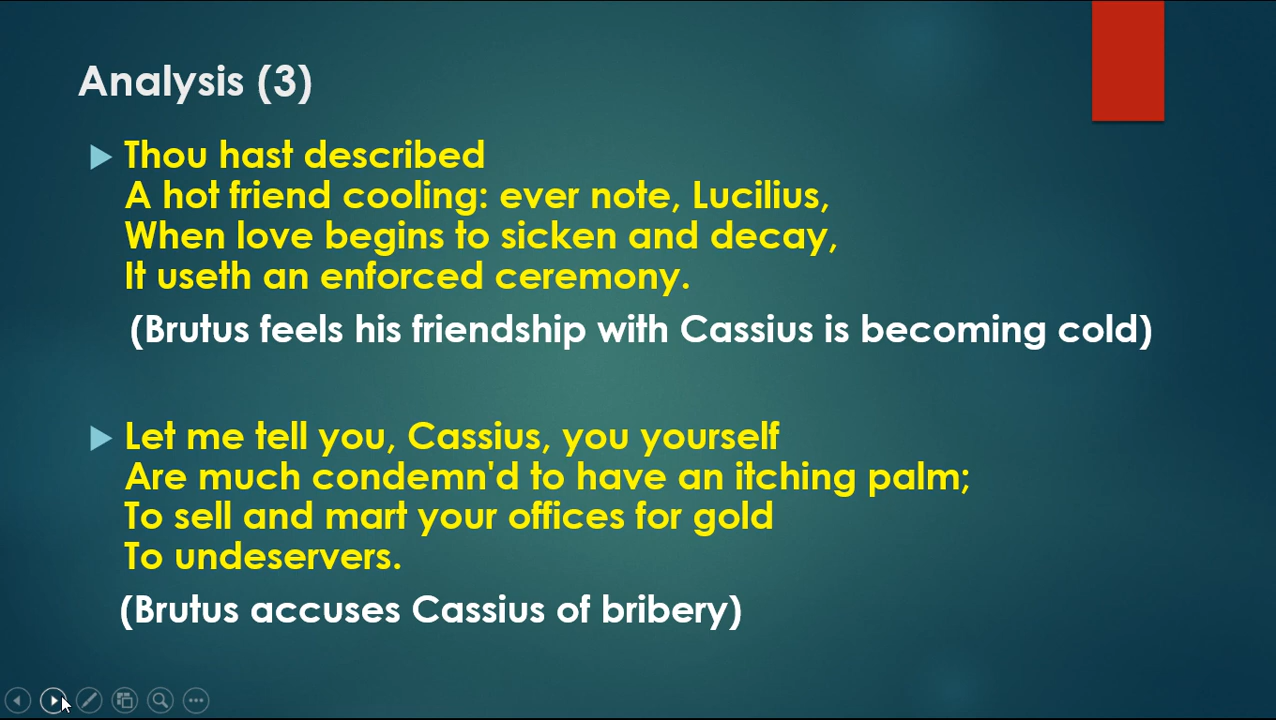 Analysis (3)
Thou hast described
A hot friend cooling: ever note, Lucilius,
When love begins to sicken and decay,
It useth an enforced ceremony.
(Brutus feels his friendship with Cassius is becoming cold)
Let me tell you, Cassius, you yourself
Are much condemn'd to have an itching palm;
To sell and mart your offices for gold
To undeservers.
(Brutus accuses Cassius of bribery)